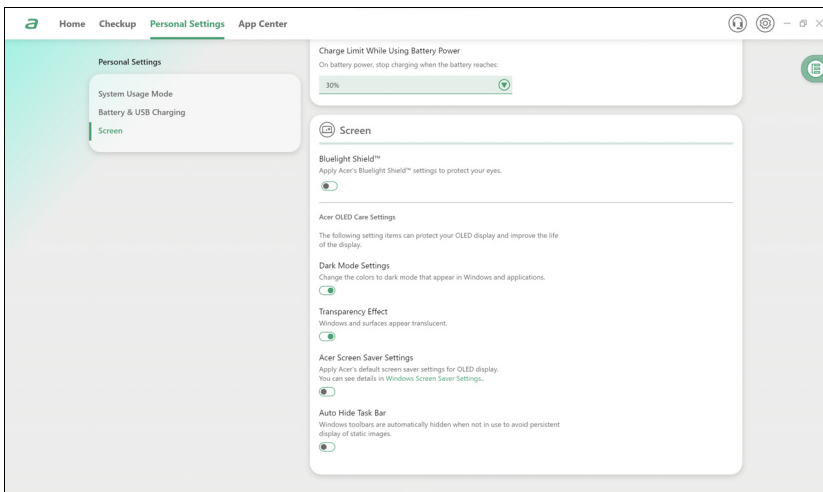 a Home Checkup Personal Settings App Center
Personal Settings
System Usage Mode
Battery & USB Charging
Screen
Charge Limit While Using Battery Power
On battery power, stop charging when the battery reaches:
30%
Screen
Bluelight Shield™
Apply Acer's Bluelight Shield™ settings to protect your eyes.
Acer OLED Care Settings
The following setting items can protect your OLED display and improve the life
of the display.
Dark Mode Settings
Change the colors to dark mode that appear in Windows and applications.
Transparency Effect
Windows and surfaces appear translucent.
Acer Screen Saver Settings
Apply Acer's default screen saver settings for OLED display.
You can see details in Windows Screen Saver Settings..
Auto Hide Task Bar
Windows toolbars are automatically hidden when not in use to avoid persistent
display of static images.